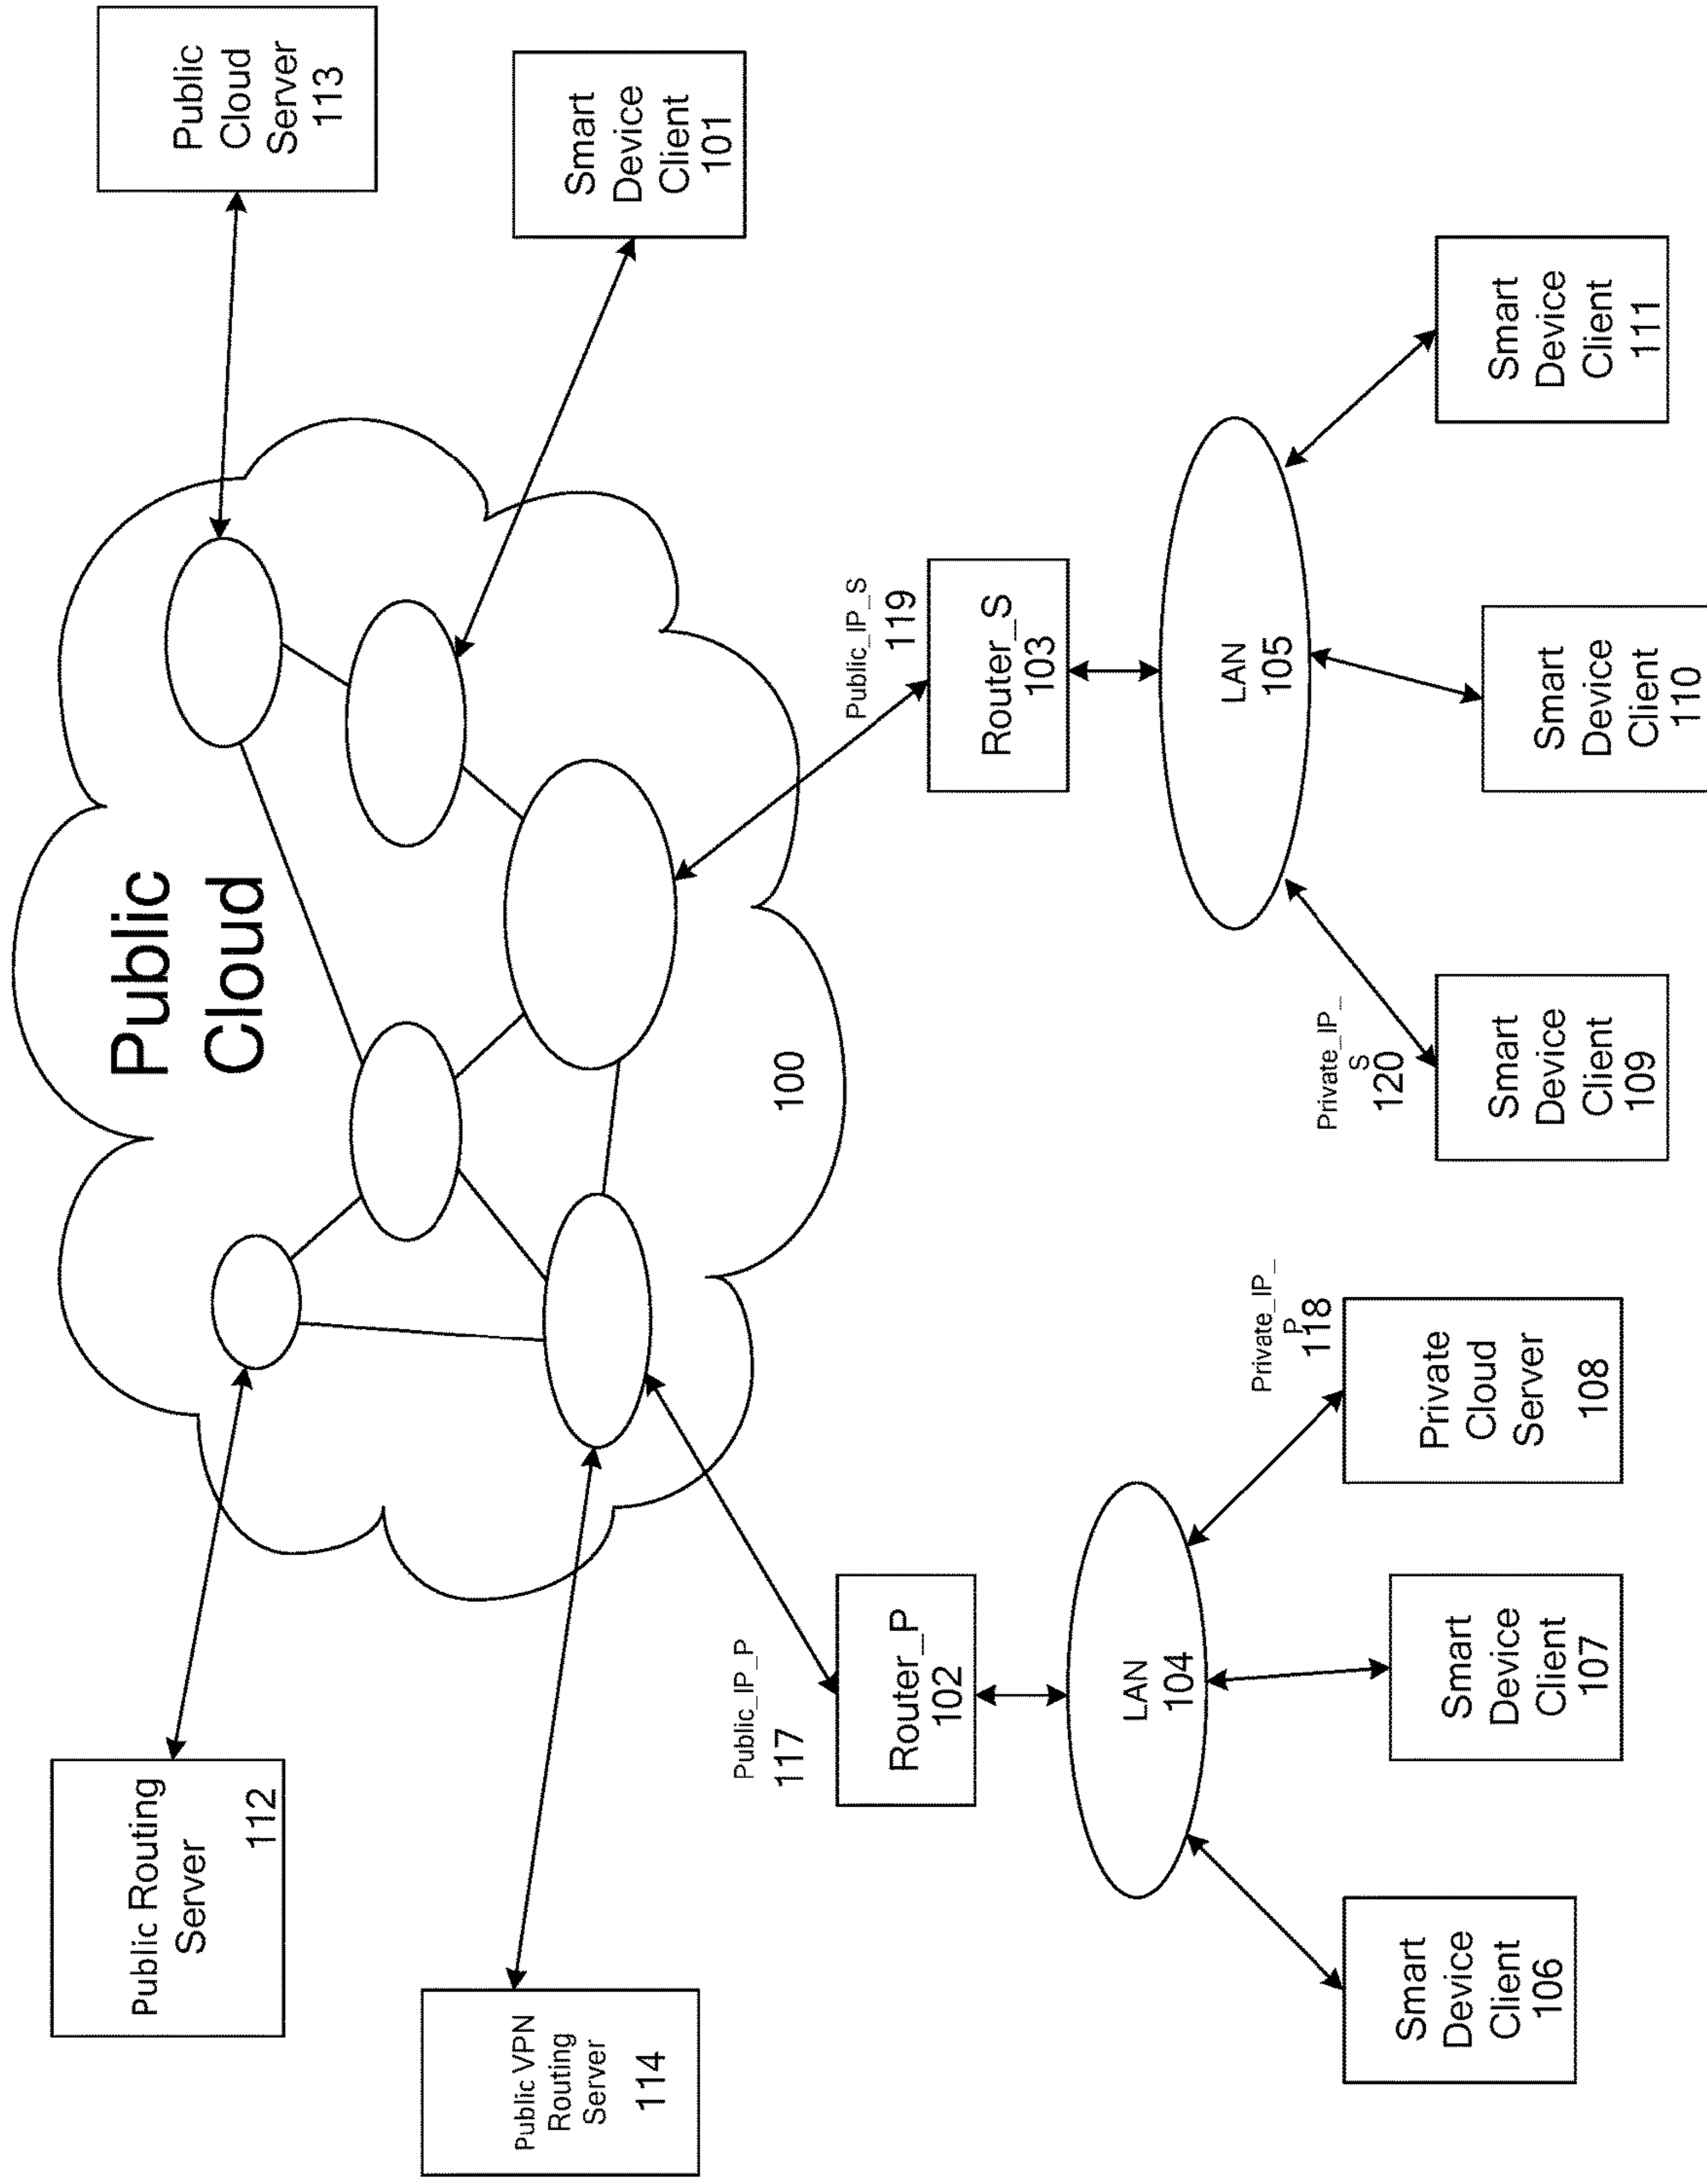 Public Routing
Server
112
Public VPN
Routing
Server
114
Public
Cloud
100
Public
Cloud
Server
113
Smart
Device
Client
101
Public_IP_P
117
Router_P
102
LAN
104
Smart
Device
Client
106
Smart
Device
Client
107
Private_IP_
P
118
Private
Cloud
Server
108
Public_IP_S
119
Router_S
103
LAN
105
Private_IP_
S
120
Smart
Device
Client
109
Smart
Device
Client
110
Smart
Device
Client
111